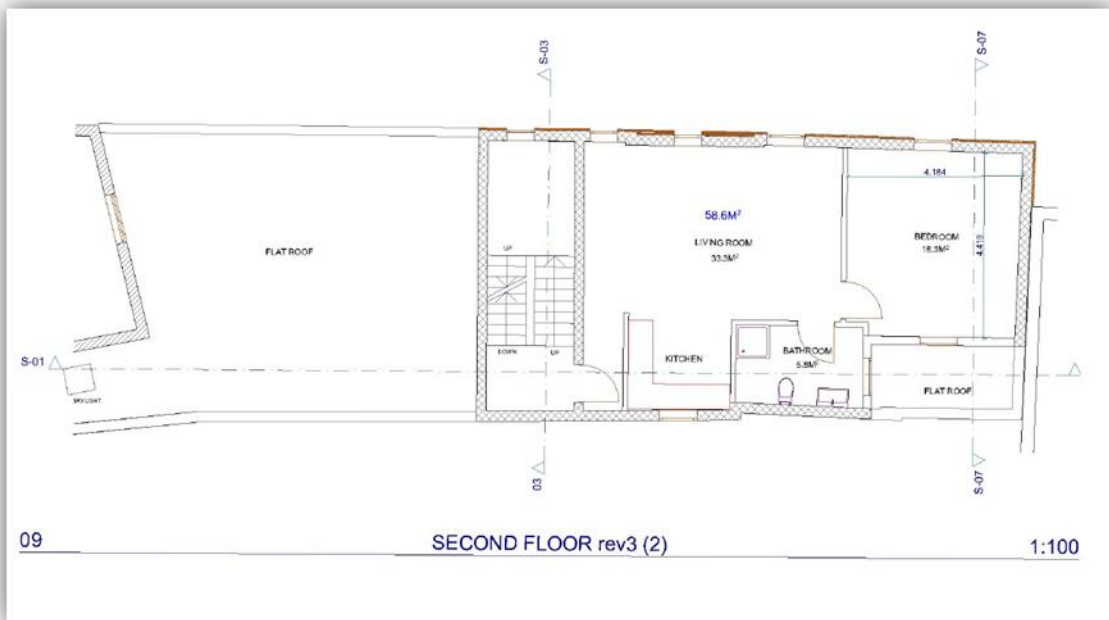 S-03
S-07
4.184
58.6M²
LIVING ROOM
33.3M²
BEDROOM
18.3M²
4.419
FLAT ROOF
UP
DOWN
UP
KITCHEN
BATHROOM
5.8M²
FLAT ROOF
S-01
SKYLIGHT
03
S-07
09
SECOND FLOOR rev3 (2)
1:100